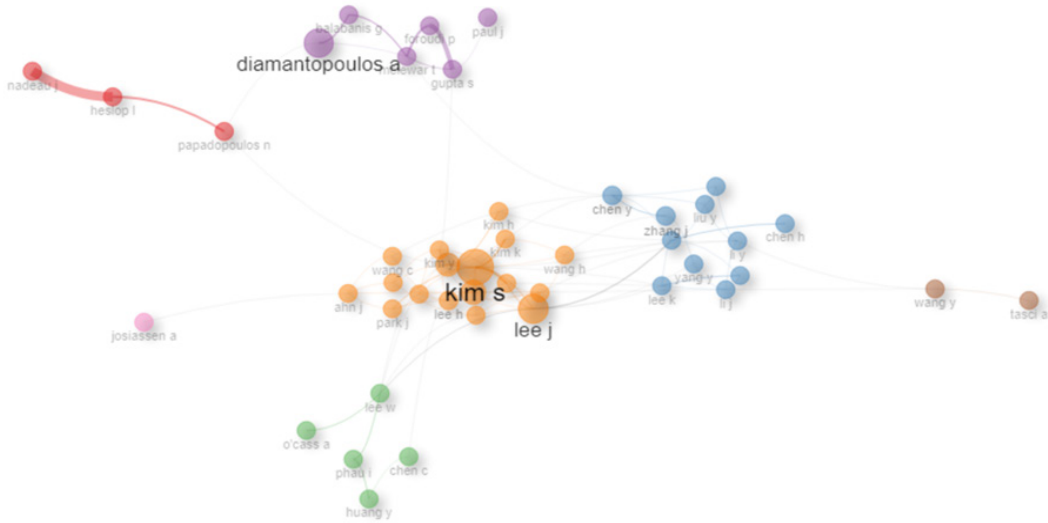 balabanis g
foroudi p
paul j
diamantopoulos a
melewar t
gupta s
nadeau j
heslop l
papadopoulos n
chen y
liu y
zhang j
chen h
kim h
kim k
li y
wang c
kim y
wang h
yang y
kim s
lee k
li j
wang y
tasci a
ahn j
park j
lee h
lee j
josiassen a
lee w
o'cass a
phau i
chen c
huang y